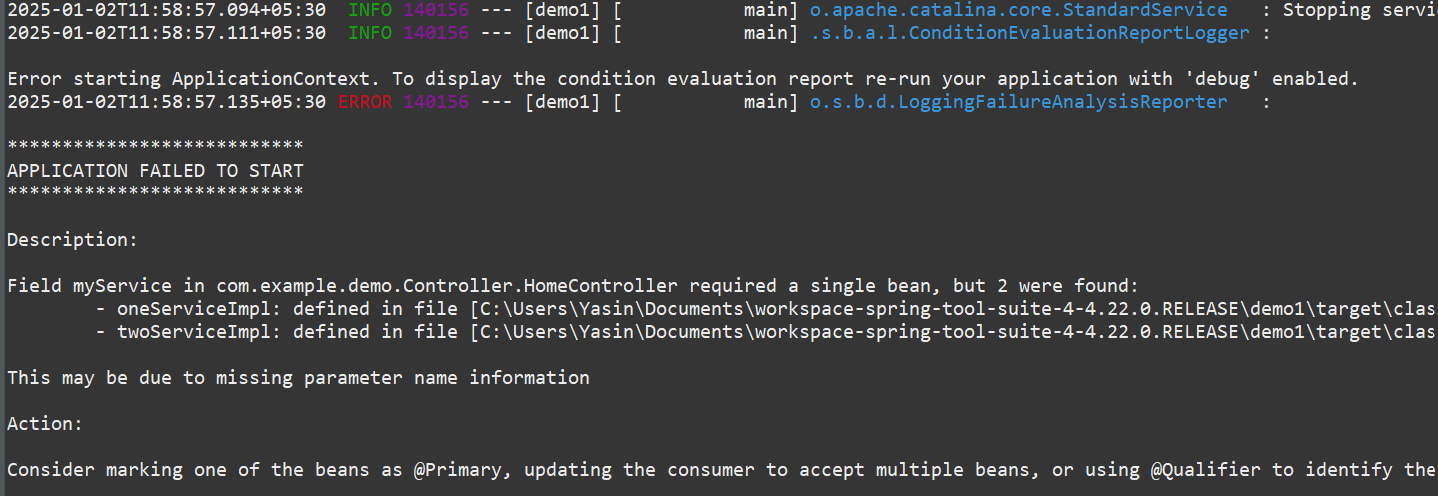 2025-01-02T11:58:57.094+05:30  INFO 140156 --- [demo1] [           main] o.apache.catalina.core.StandardService   : Stopping servi
2025-01-02T11:58:57.111+05:30  INFO 140156 --- [demo1] [           main] .s.b.a.l.ConditionEvaluationReportLogger :
Error starting ApplicationContext. To display the condition evaluation report re-run your application with 'debug' enabled.
2025-01-02T11:58:57.135+05:30 ERROR 140156 --- [demo1] [           main] o.s.b.d.LoggingFailureAnalysisReporter   :
***************************
APPLICATION FAILED TO START
***************************
Description:
Field myService in com.example.demo.Controller.HomeController required a single bean, but 2 were found:
	- oneServiceImpl: defined in file [C:\Users\Yasin\Documents\workspace-spring-tool-suite-4-4.22.0.RELEASE\demo1\target\clas
	- twoServiceImpl: defined in file [C:\Users\Yasin\Documents\workspace-spring-tool-suite-4-4.22.0.RELEASE\demo1\target\clas
This may be due to missing parameter name information
Action:
Consider marking one of the beans as @Primary, updating the consumer to accept multiple beans, or using @Qualifier to identify the